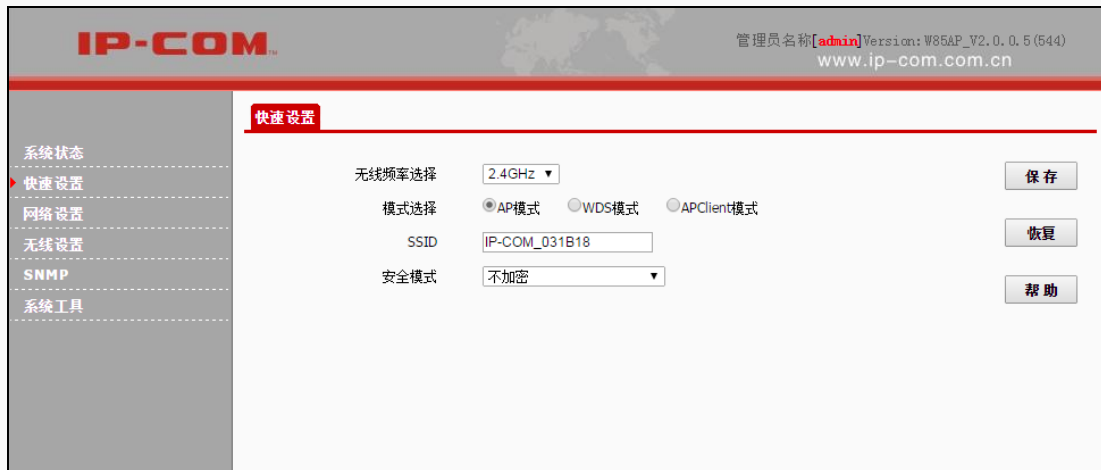 IP-COM™
管理员名称[admin]Version:W85AP_V2.0.0.5(544)
www.ip-com.com.cn
快速设置
系统状态
快速设置
网络设置
无线设置
SNMP
系统工具
无线频率选择 2.4GHz
模式选择 AP模式 WDS模式 APClient模式
SSID IP-COM_031B18
安全模式 不加密
保存
恢复
帮助